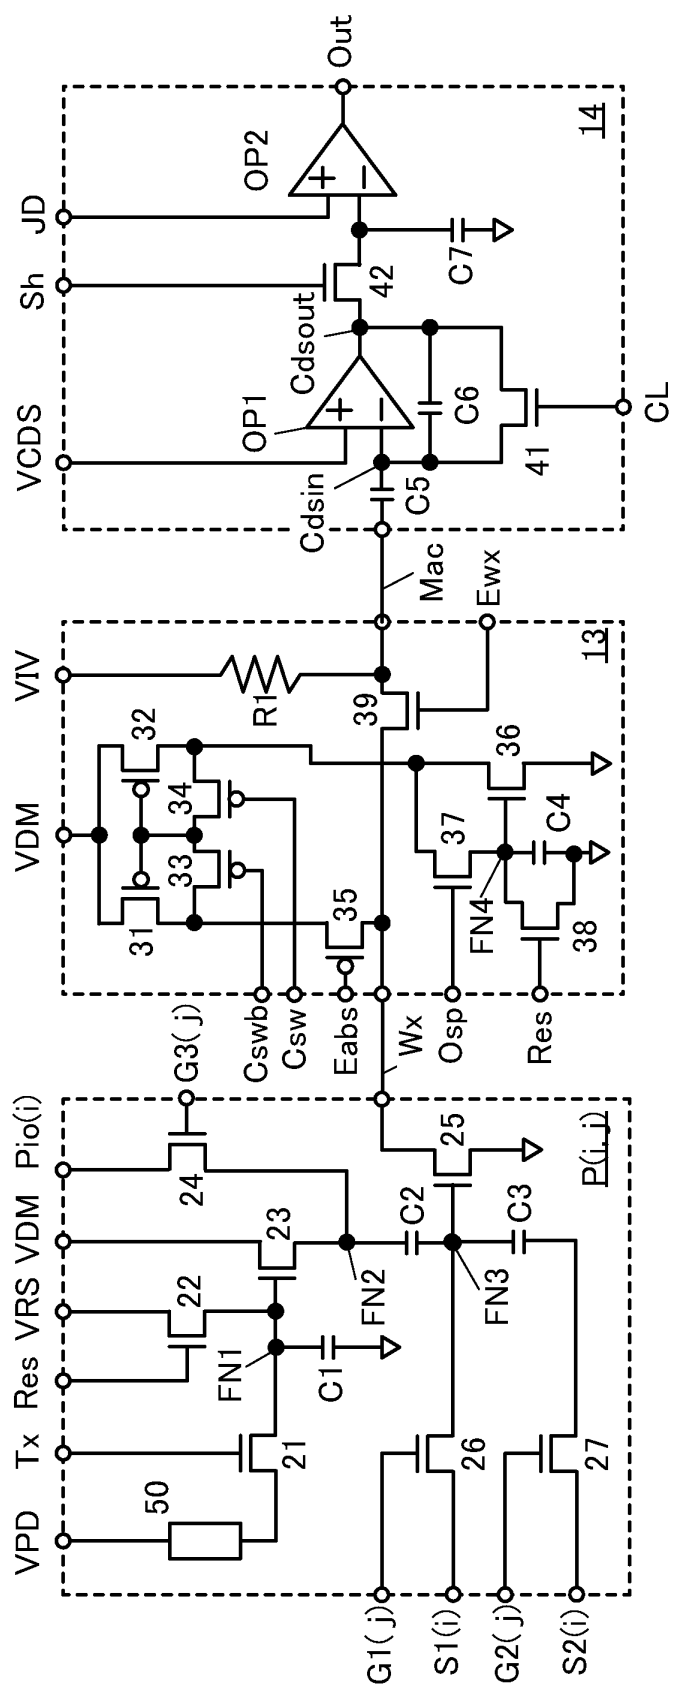 VPD
Tx
Res
VRS
VDM
Pio(i)
G3(j)
50
21
22
23
24
FN1
C1
FN2
C2
FN3
C3
25
26
27
P(i, j)
G1(j)
S1(i)
G2(j)
S2(i)
Wx
VDM
VIV
31
32
33
34
35
Cswb
Csw
Eabs
Osp
Res
R1
39
36
37
FN4
C4
38
13
Ewx
Mac
VCDS
Sh
JD
Out
Cdsin
C5
OP1
+
−
Cdsout
C6
41
42
C7
OP2
+
−
14
CL